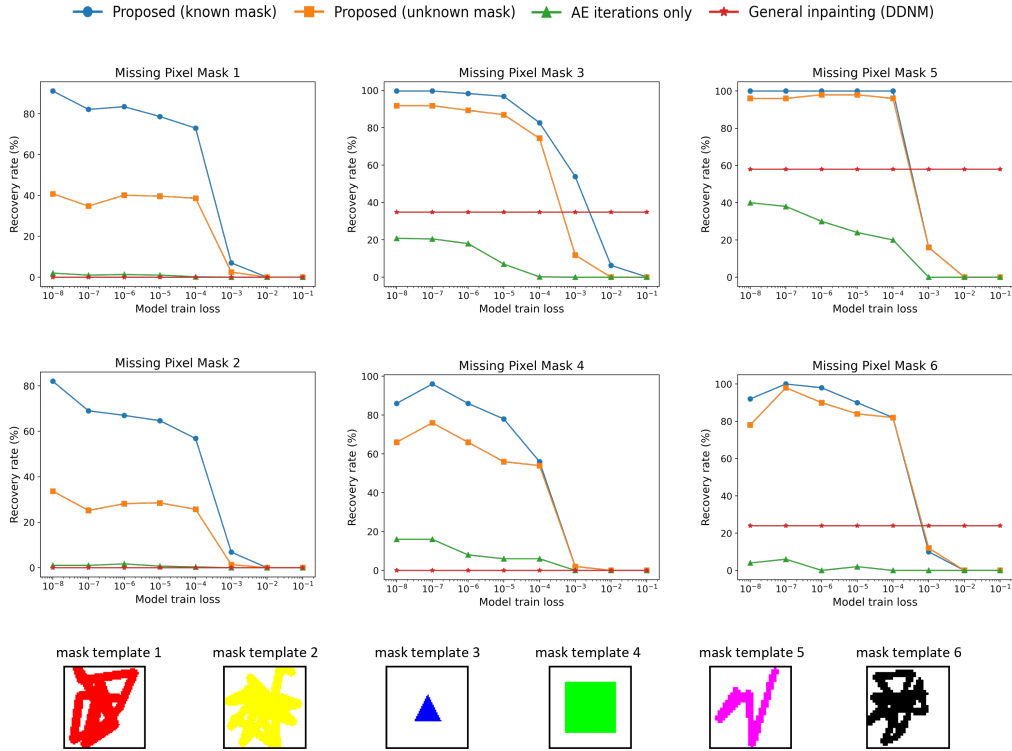 Proposed (known mask) Proposed (unknown mask) AE iterations only General inpainting (DDNM)
Missing Pixel Mask 1
Recovery rate (%)
80
60
40
20
0
10⁻⁸ 10⁻⁷ 10⁻⁶ 10⁻⁵ 10⁻⁴ 10⁻³ 10⁻² 10⁻¹
Model train loss
Missing Pixel Mask 3
Recovery rate (%)
100
80
60
40
20
0
10⁻⁸ 10⁻⁷ 10⁻⁶ 10⁻⁵ 10⁻⁴ 10⁻³ 10⁻² 10⁻¹
Model train loss
Missing Pixel Mask 5
Recovery rate (%)
100
80
60
40
20
0
10⁻⁸ 10⁻⁷ 10⁻⁶ 10⁻⁵ 10⁻⁴ 10⁻³ 10⁻² 10⁻¹
Model train loss
Missing Pixel Mask 2
Recovery rate (%)
80
60
40
20
0
10⁻⁸ 10⁻⁷ 10⁻⁶ 10⁻⁵ 10⁻⁴ 10⁻³ 10⁻² 10⁻¹
Model train loss
Missing Pixel Mask 4
Recovery rate (%)
100
80
60
40
20
0
10⁻⁸ 10⁻⁷ 10⁻⁶ 10⁻⁵ 10⁻⁴ 10⁻³ 10⁻² 10⁻¹
Model train loss
Missing Pixel Mask 6
Recovery rate (%)
100
80
60
40
20
0
10⁻⁸ 10⁻⁷ 10⁻⁶ 10⁻⁵ 10⁻⁴ 10⁻³ 10⁻² 10⁻¹
Model train loss
mask template 1 mask template 2 mask template 3 mask template 4 mask template 5 mask template 6